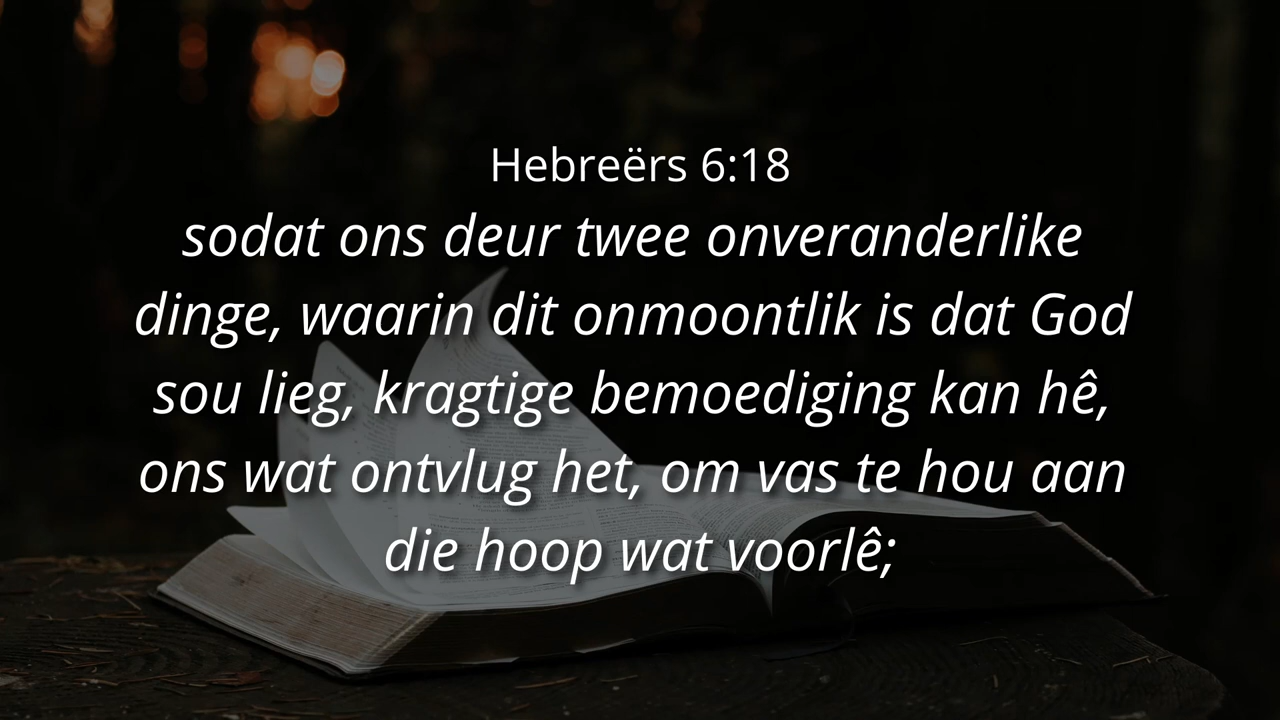 Hebreërs 6:18
sodat ons deur twee onveranderlike
dinge, waarin dit onmoontlik is dat God
sou lieg, kragtige bemoediging kan hê,
ons wat ontvlug het, om vas te hou aan
die hoop wat voorlê;